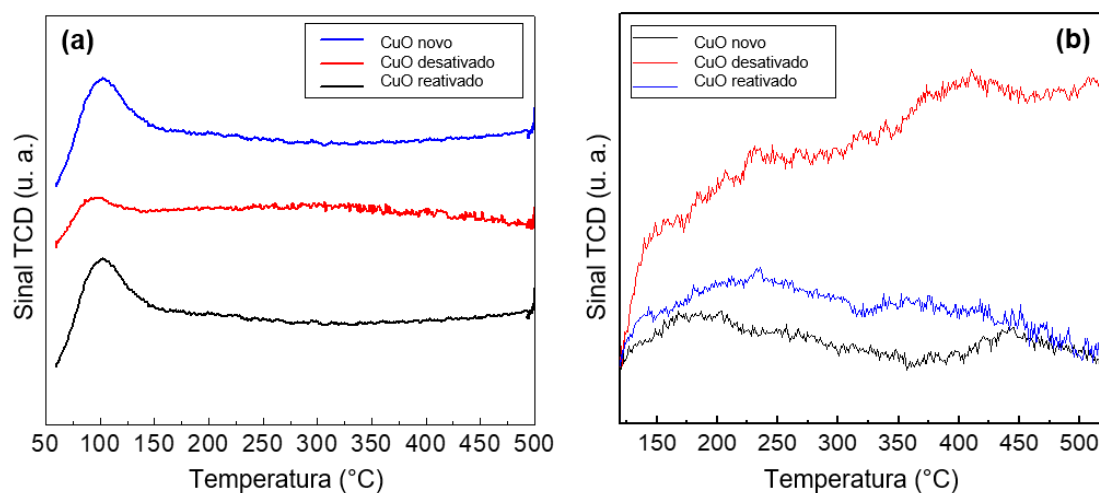 (a)
CuO novo
CuO desativado
CuO reativado
Sinal TCD (u. a.)
50 100 150 200 250 300 350 400 450 500
Temperatura (°C)
(b)
CuO novo
CuO desativado
CuO reativado
Sinal TCD (u. a.)
150 200 250 300 350 400 450 500
Temperatura (°C)